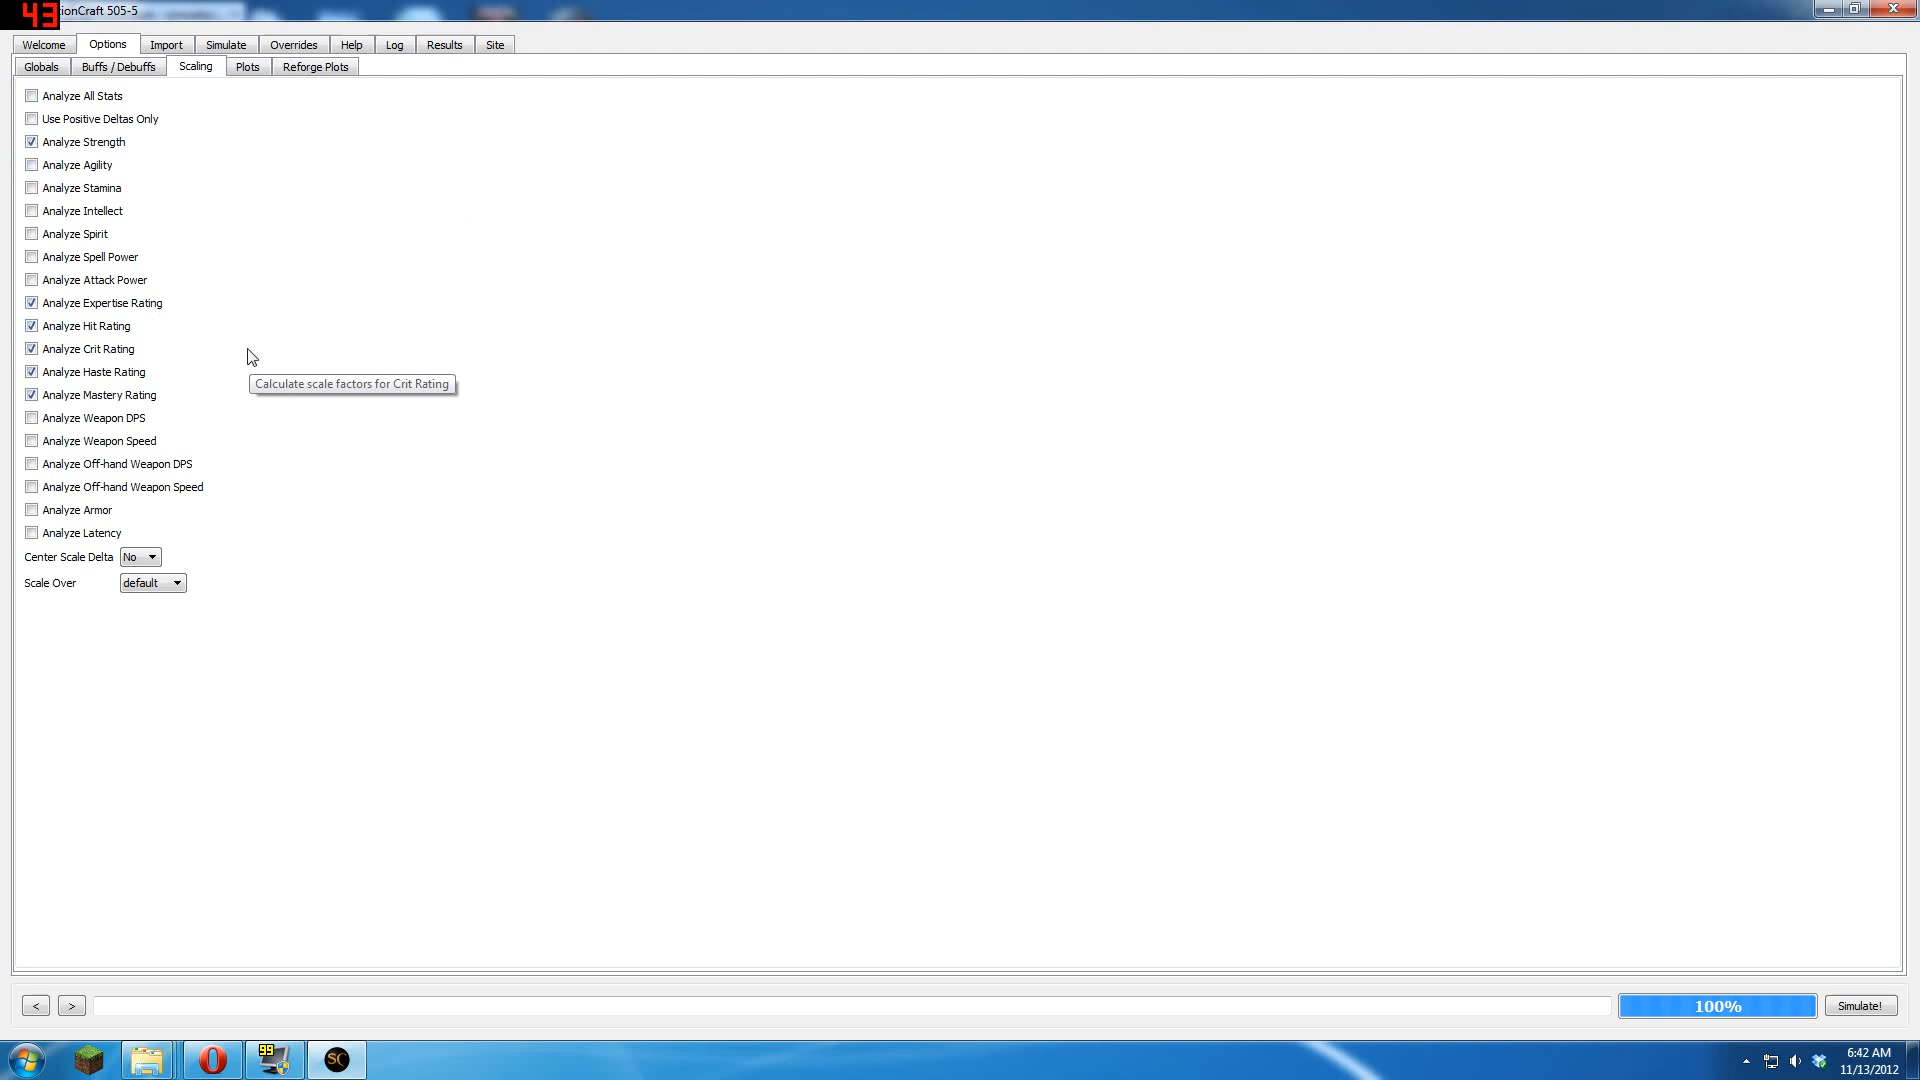 43
tionCraft 505-5
Welcome Options Import Simulate Overrides Help Log Results Site
Globals Buffs / Debuffs Scaling Plots Reforge Plots
Analyze All Stats
Use Positive Deltas Only
Analyze Strength
Analyze Agility
Analyze Stamina
Analyze Intellect
Analyze Spirit
Analyze Spell Power
Analyze Attack Power
Analyze Expertise Rating
Analyze Hit Rating
Analyze Crit Rating
Analyze Haste Rating
Calculate scale factors for Crit Rating
Analyze Mastery Rating
Analyze Weapon DPS
Analyze Weapon Speed
Analyze Off-hand Weapon DPS
Analyze Off-hand Weapon Speed
Analyze Armor
Analyze Latency
Center Scale Delta No
Scale Over default
< > 100% Simulate!
99
SC
6:42 AM
11/13/2012